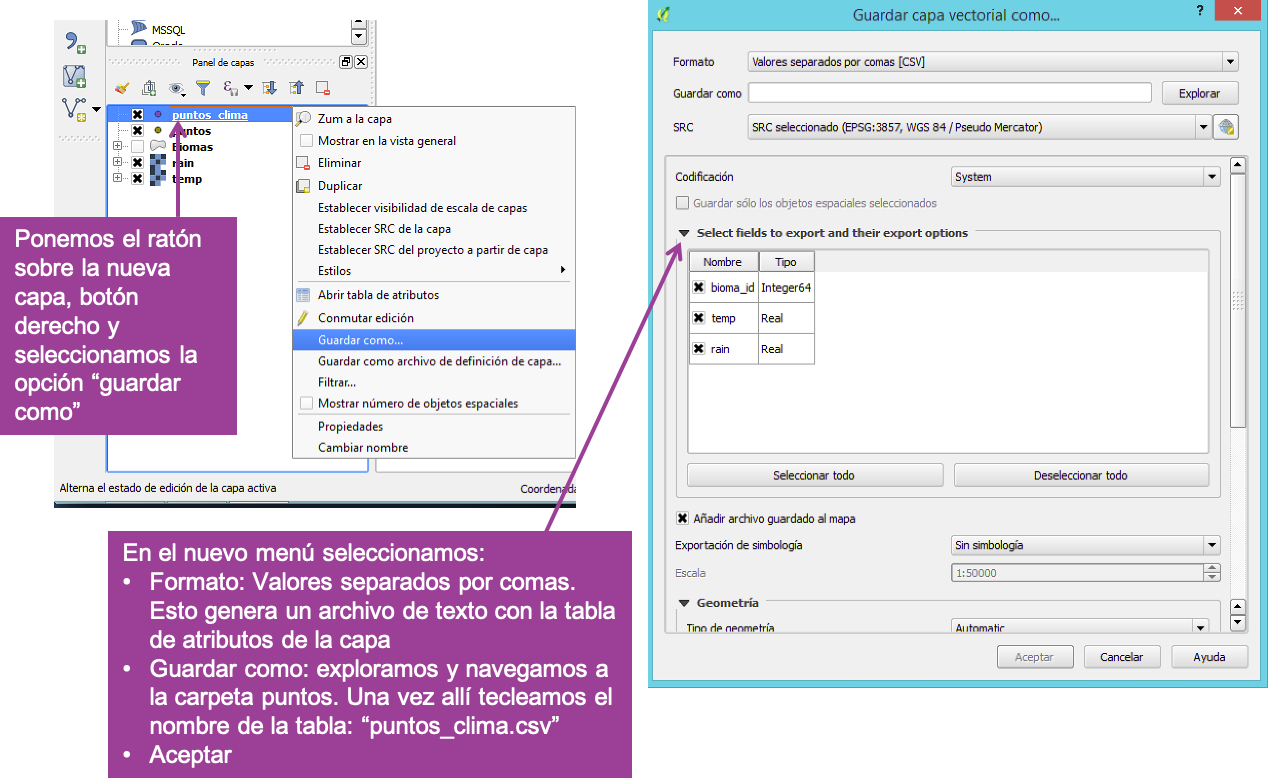 MSSQL
Oracle
Panel de capas
puntos_clima
puntos
Biomas
rain
temp
Zum a la capa
Mostrar en la vista general
Eliminar
Duplicar
Establecer visibilidad de escala de capas
Establecer SRC de la capa
Establecer SRC del proyecto a partir de capa
Estilos
Abrir tabla de atributos
Conmutar edición
Guardar como...
Guardar como archivo de definición de capa...
Filtrar...
Mostrar número de objetos espaciales
Propiedades
Cambiar nombre
Alterna el estado de edición de la capa activa
Coordenada
Ponemos el ratón
sobre la nueva
capa, botón
derecho y
seleccionamos la
opción “guardar
como”
En el nuevo menú seleccionamos:
• Formato: Valores separados por comas.
Esto genera un archivo de texto con la tabla
de atributos de la capa
• Guardar como: exploramos y navegamos a
la carpeta puntos. Una vez allí tecleamos el
nombre de la tabla: “puntos_clima.csv”
• Aceptar
Guardar capa vectorial como...
?
Formato
Valores separados por comas [CSV]
Guardar como
Explorar
SRC
SRC seleccionado (EPSG:3857, WGS 84 / Pseudo Mercator)
Codificación
System
Guardar sólo los objetos espaciales seleccionados
Select fields to export and their export options
Nombre Tipo
bioma_id Integer64
temp Real
rain Real
Seleccionar todo
Deseleccionar todo
Añadir archivo guardado al mapa
Exportación de simbología
Sin simbología
Escala
1:50000
Geometría
Tipo de geometría
Automatic
Aceptar
Cancelar
Ayuda